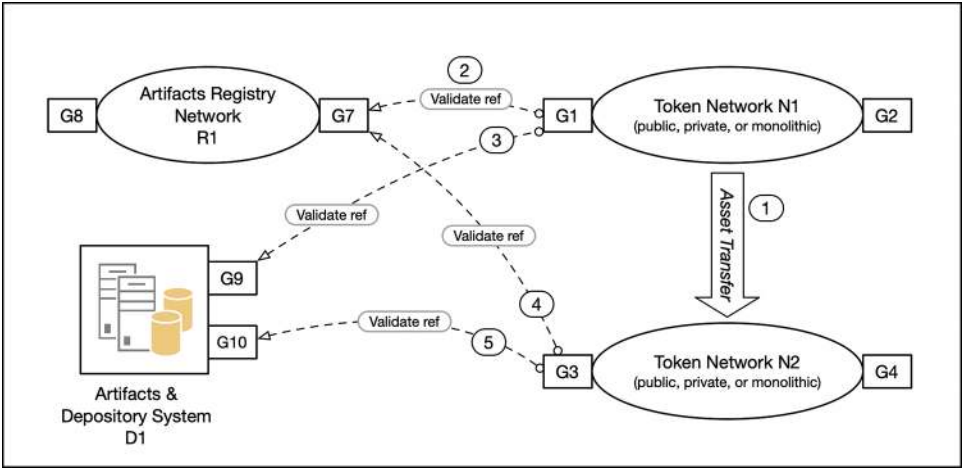 2
Validate ref
G8
Artifacts Registry
Network
R1
G7
G1
Token Network N1
(public, private, or monolithic)
G2
3
Validate ref
Asset Transfer
1
Validate ref
G9
4
Validate ref
G10
5
G3
Token Network N2
(public, private, or monolithic)
G4
Artifacts &
Depository System
D1